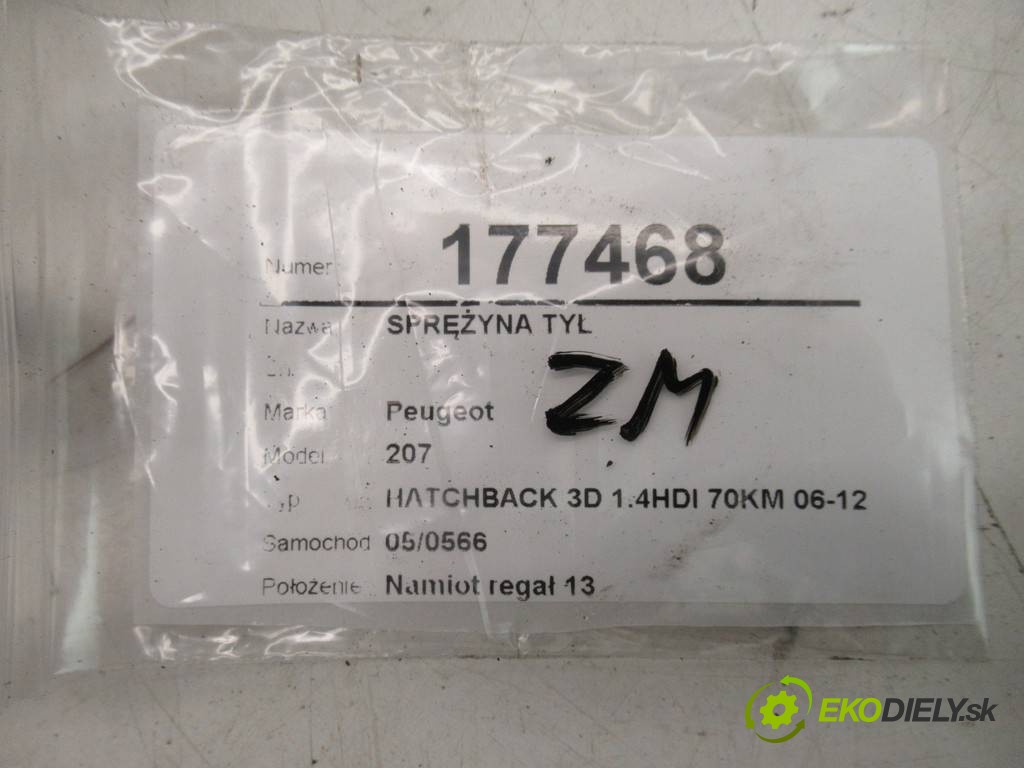 Numer 177468
Nazwa SPRĘŻYNA TYŁ
ZM
Marka Peugeot
Model 207
HATCHBACK 3D 1.4HDI 70KM 06-12
Samochod 05/0566
Położenie Namiot regał 13
EKODIELY.sk